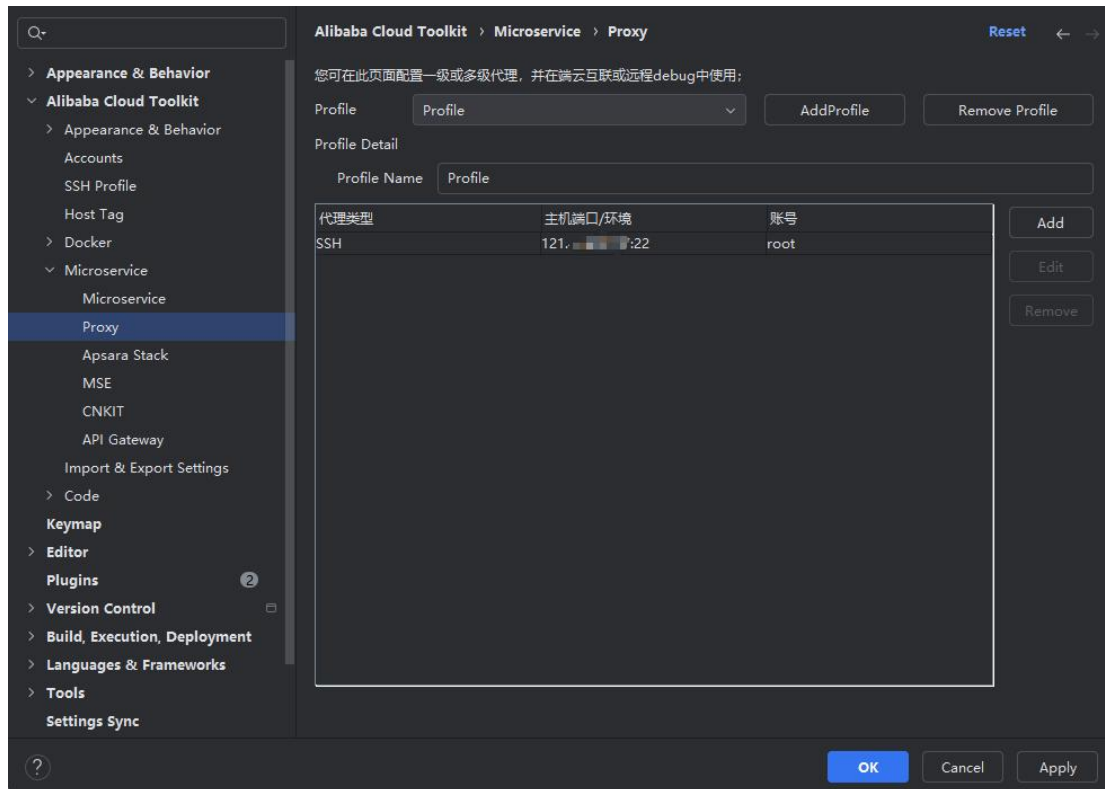 Alibaba Cloud Toolkit › Microservice › Proxy
Reset
Appearance & Behavior
Alibaba Cloud Toolkit
Appearance & Behavior
Accounts
SSH Profile
Host Tag
Docker
Microservice
Microservice
Proxy
Apsara Stack
MSE
CNKIT
API Gateway
Import & Export Settings
Code
Keymap
Editor
Plugins 2
Version Control
Build, Execution, Deployment
Languages & Frameworks
Tools
Settings Sync
您可在此页面配置一级或多级代理，并在端云互联或远程debug中使用；
Profile Profile AddProfile Remove Profile
Profile Detail
Profile Name Profile
代理类型 主机端口/环境 账号
SSH 121. :22 root
Add
Edit
Remove
? OK Cancel Apply